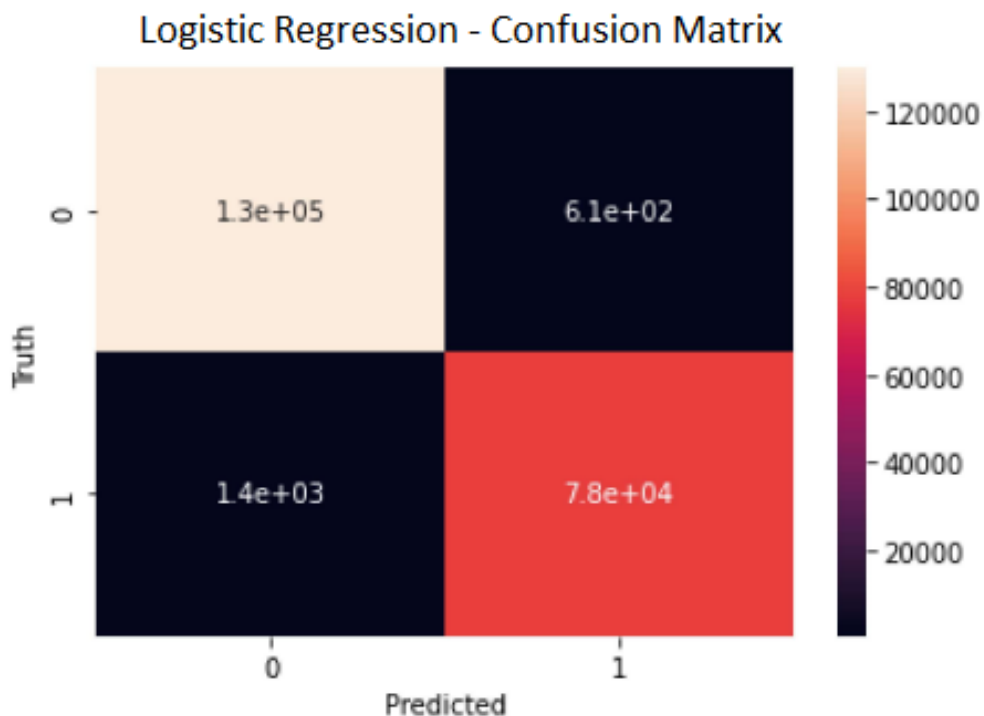 Logistic Regression - Confusion Matrix
120000
0
1.3e+05
6.1e+02
100000
80000
Truth
60000
1
1.4e+03
7.8e+04
40000
20000
0
1
Predicted